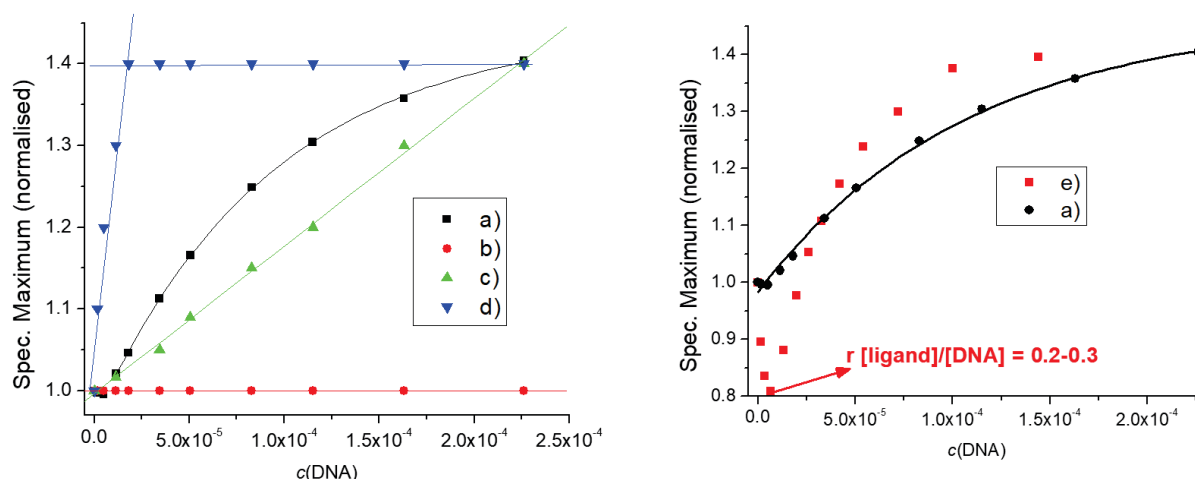 Spec. Maximum (normalised)
1.4
1.3
1.2
1.1
1.0
a)
b)
c)
d)
0.0
5.0x10⁻⁵
1.0x10⁻⁴
1.5x10⁻⁴
2.0x10⁻⁴
2.5x10⁻⁴
c(DNA)
Spec. Maximum (normalised)
1.4
1.3
1.2
1.1
1.0
0.9
0.8
e)
a)
r [ligand]/[DNA] = 0.2-0.3
0.0
5.0x10⁻⁵
1.0x10⁻⁴
1.5x10⁻⁴
2.0x10⁻⁴
c(DNA)